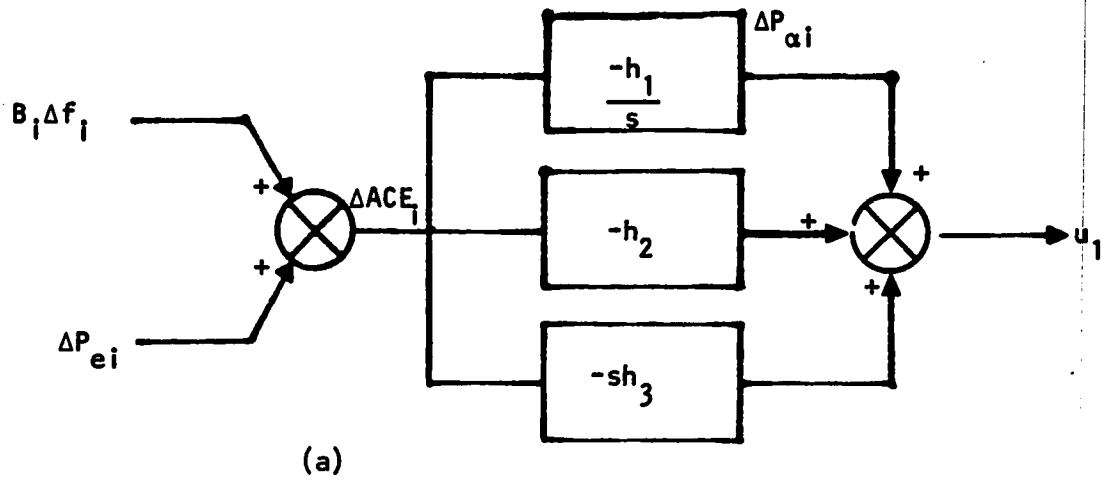 ΔP_αi
-h_1
s
B_iΔf_i
+
+
ΔACE_i
-h_2
+
+
u_1
+
+
ΔP_ei
-sh_3
(a)